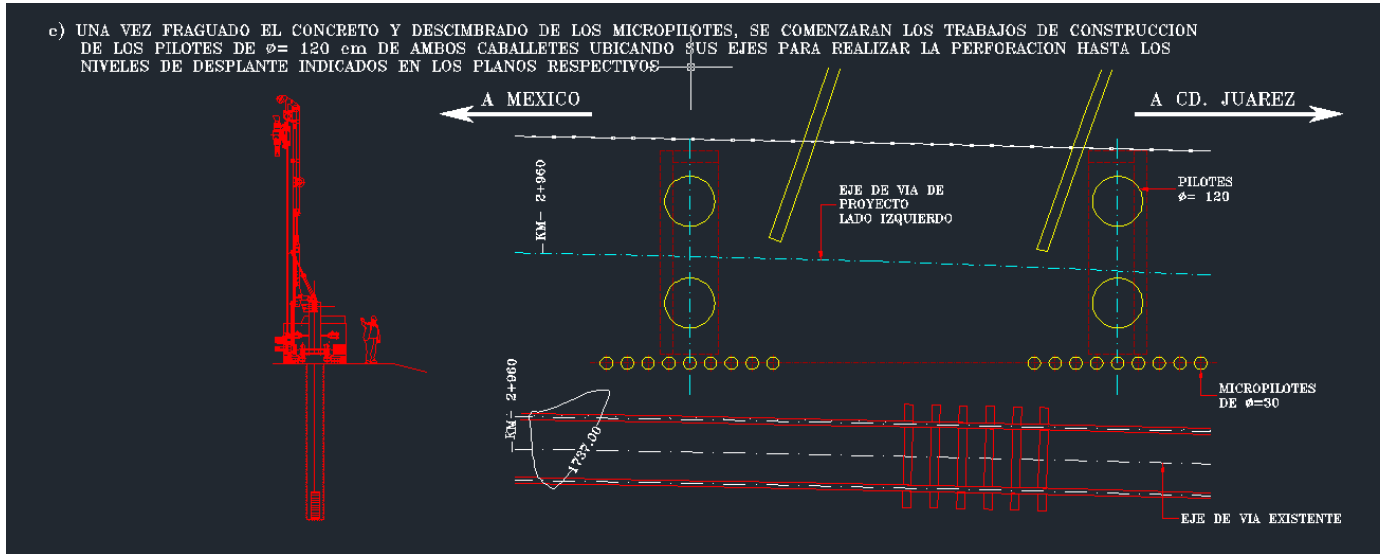 c) UNA VEZ FRAGUADO EL CONCRETO Y DESCIMBRADO DE LOS MICROPILOTES, SE COMENZARAN LOS TRABAJOS DE CONSTRUCCION
DE LOS PILOTES DE ø= 120 cm DE AMBOS CABALLETES UBICANDO SUS EJES PARA REALIZAR LA PERFORACION HASTA LOS
NIVELES DE DESPLANTE INDICADOS EN LOS PLANOS RESPECTIVOS
A MEXICO
A CD. JUAREZ
KM- 2+960
EJE DE VIA DE
PROYECTO
LADO IZQUIERDO
PILOTES
ø= 120
KM- 2+960
MICROPILOTES
DE ø=30
1737.00
EJE DE VIA EXISTENTE